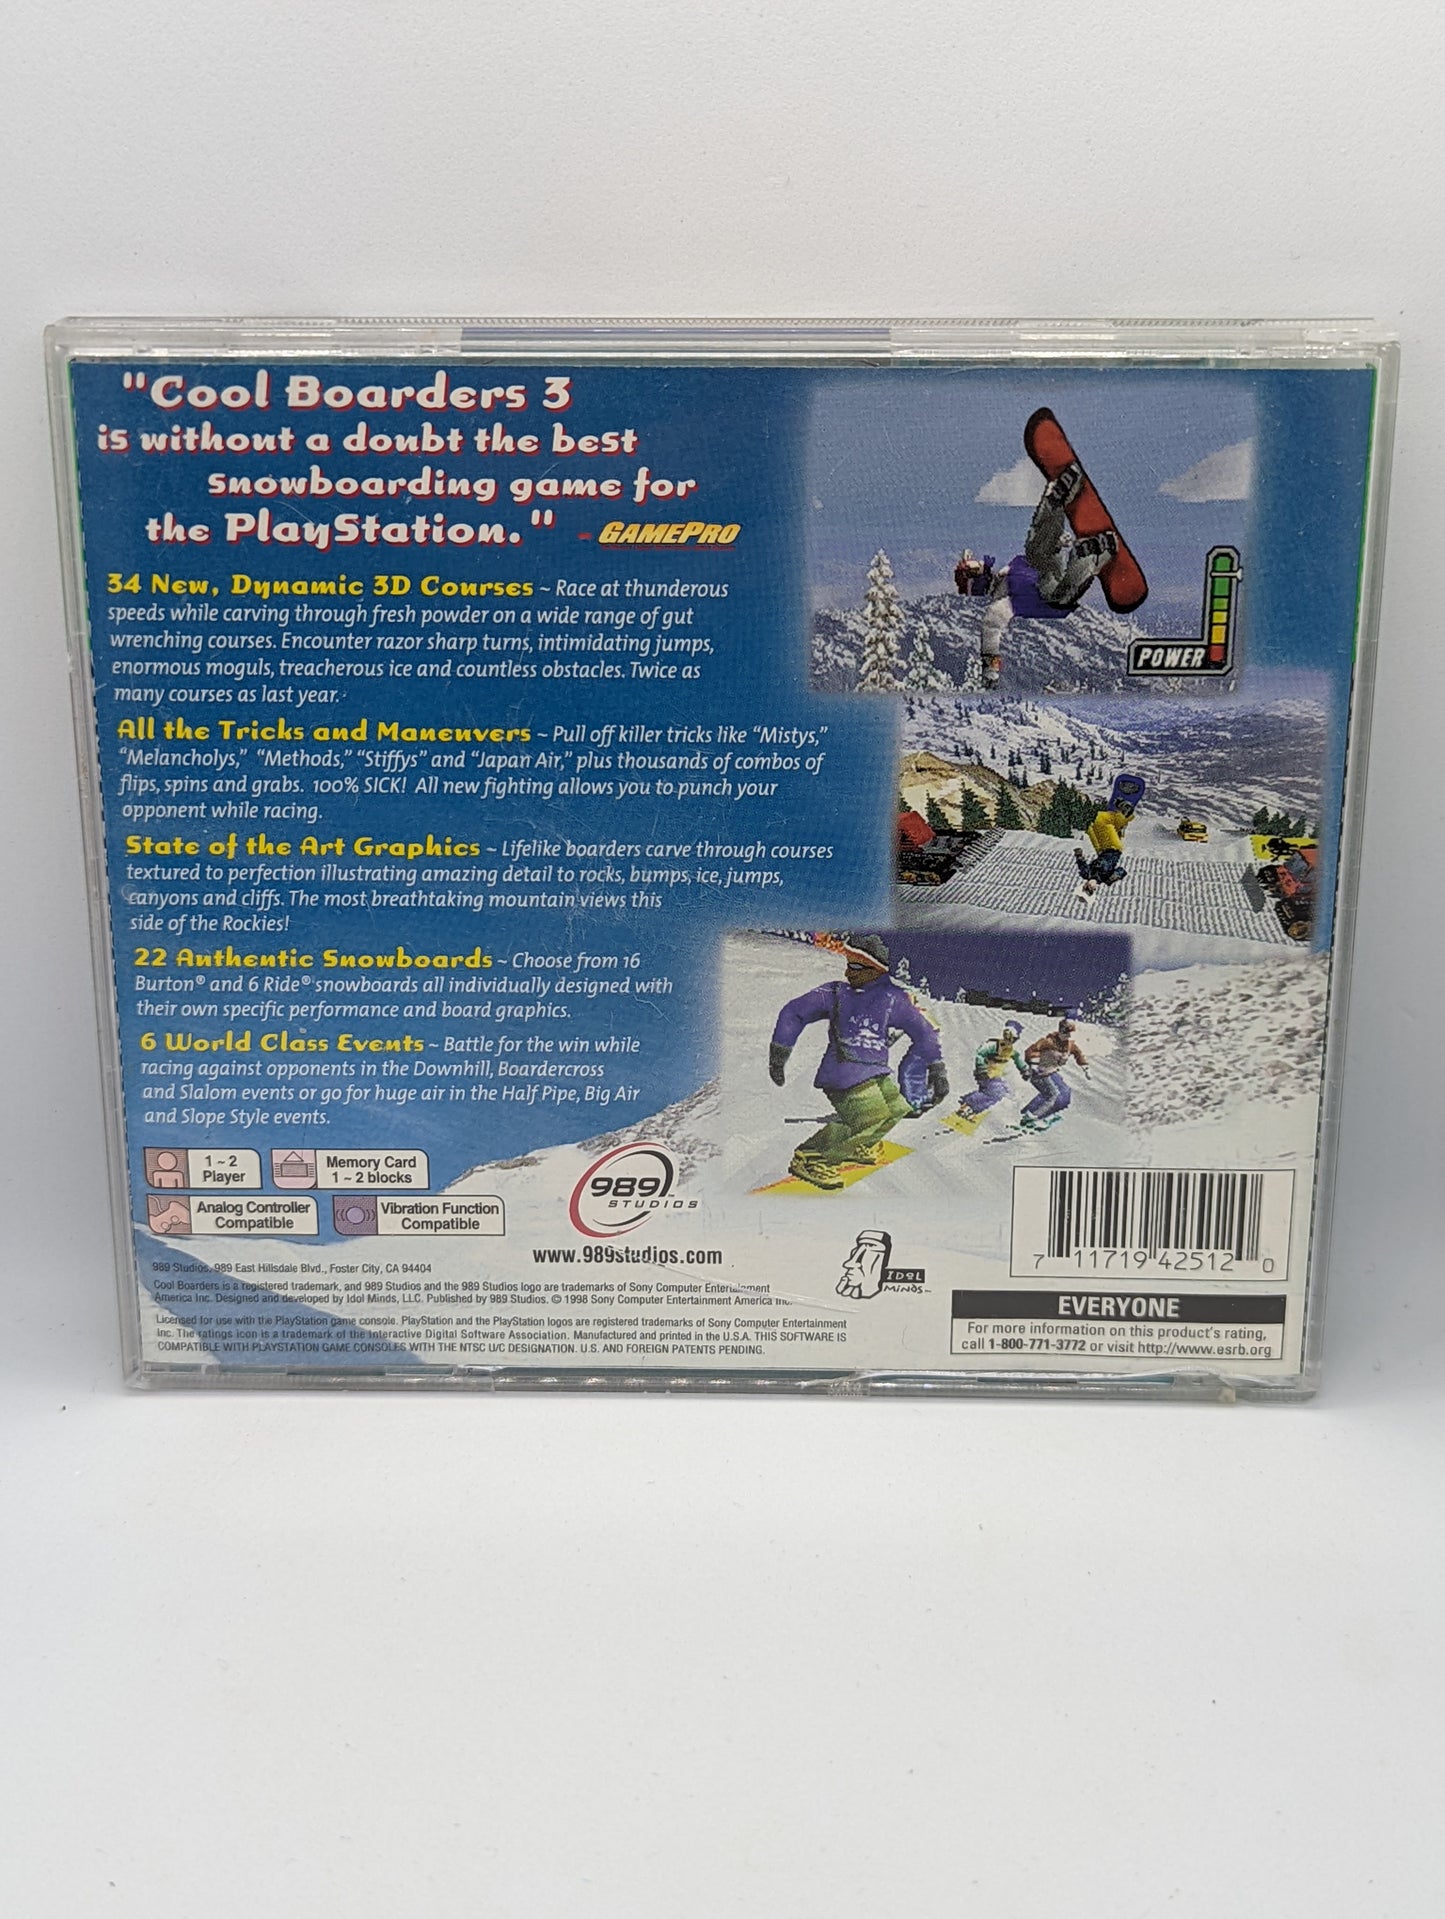 "Cool Boarders 3
is without a doubt the best
snowboarding game for
the PlayStation." - GAMEPRO
34 New, Dynamic 3D Courses ~ Race at thunderous
speeds while carving through fresh powder on a wide range of gut
wrenching courses. Encounter razor sharp turns, intimidating jumps,
enormous moguls, treacherous ice and countless obstacles. Twice as
many courses as last year.
All the Tricks and Maneuvers ~ Pull off killer tricks like "Mistys,"
"Melancholys," "Methods," "Stiffys" and "Japan Air," plus thousands of combos of
flips, spins and grabs. 100% SICK! All new fighting allows you to punch your
opponent while racing.
State of the Art Graphics ~ Lifelike boarders carve through courses
textured to perfection illustrating amazing detail to rocks, bumps, ice, jumps,
canyons and cliffs. The most breathtaking mountain views this
side of the Rockies!
22 Authentic Snowboards ~ Choose from 16
Burton® and 6 Ride® snowboards all individually designed with
their own specific performance and board graphics.
6 World Class Events ~ Battle for the win while
racing against opponents in the Downhill, Boardercross
and Slalom events or go for huge air in the Half Pipe, Big Air
and Slope Style events.
POWER
1 ~ 2
Player
Memory Card
1 ~ 2 blocks
Analog Controller
Compatible
Vibration Function
Compatible
989™
STUDIOS
www.989studios.com
IDOL
MINDS™
7 11719 42512 0
EVERYONE
For more information on this product's rating,
call 1-800-771-3772 or visit http://www.esrb.org
989 Studios, 989 East Hillsdale Blvd., Foster City, CA 94404
Cool Boarders is a registered trademark, and 989 Studios and the 989 Studios logo are trademarks of Sony Computer Entertainment
America Inc. Designed and developed by Idol Minds, LLC. Published by 989 Studios. © 1998 Sony Computer Entertainment America Inc.
Licensed for use with the PlayStation game console. PlayStation and the PlayStation logos are registered trademarks of Sony Computer Entertainment
Inc. The ratings icon is a trademark of the Interactive Digital Software Association. Manufactured and printed in the U.S.A. THIS SOFTWARE IS
COMPATIBLE WITH PLAYSTATION GAME CONSOLES WITH THE NTSC U/C DESIGNATION. U.S. AND FOREIGN PATENTS PENDING.